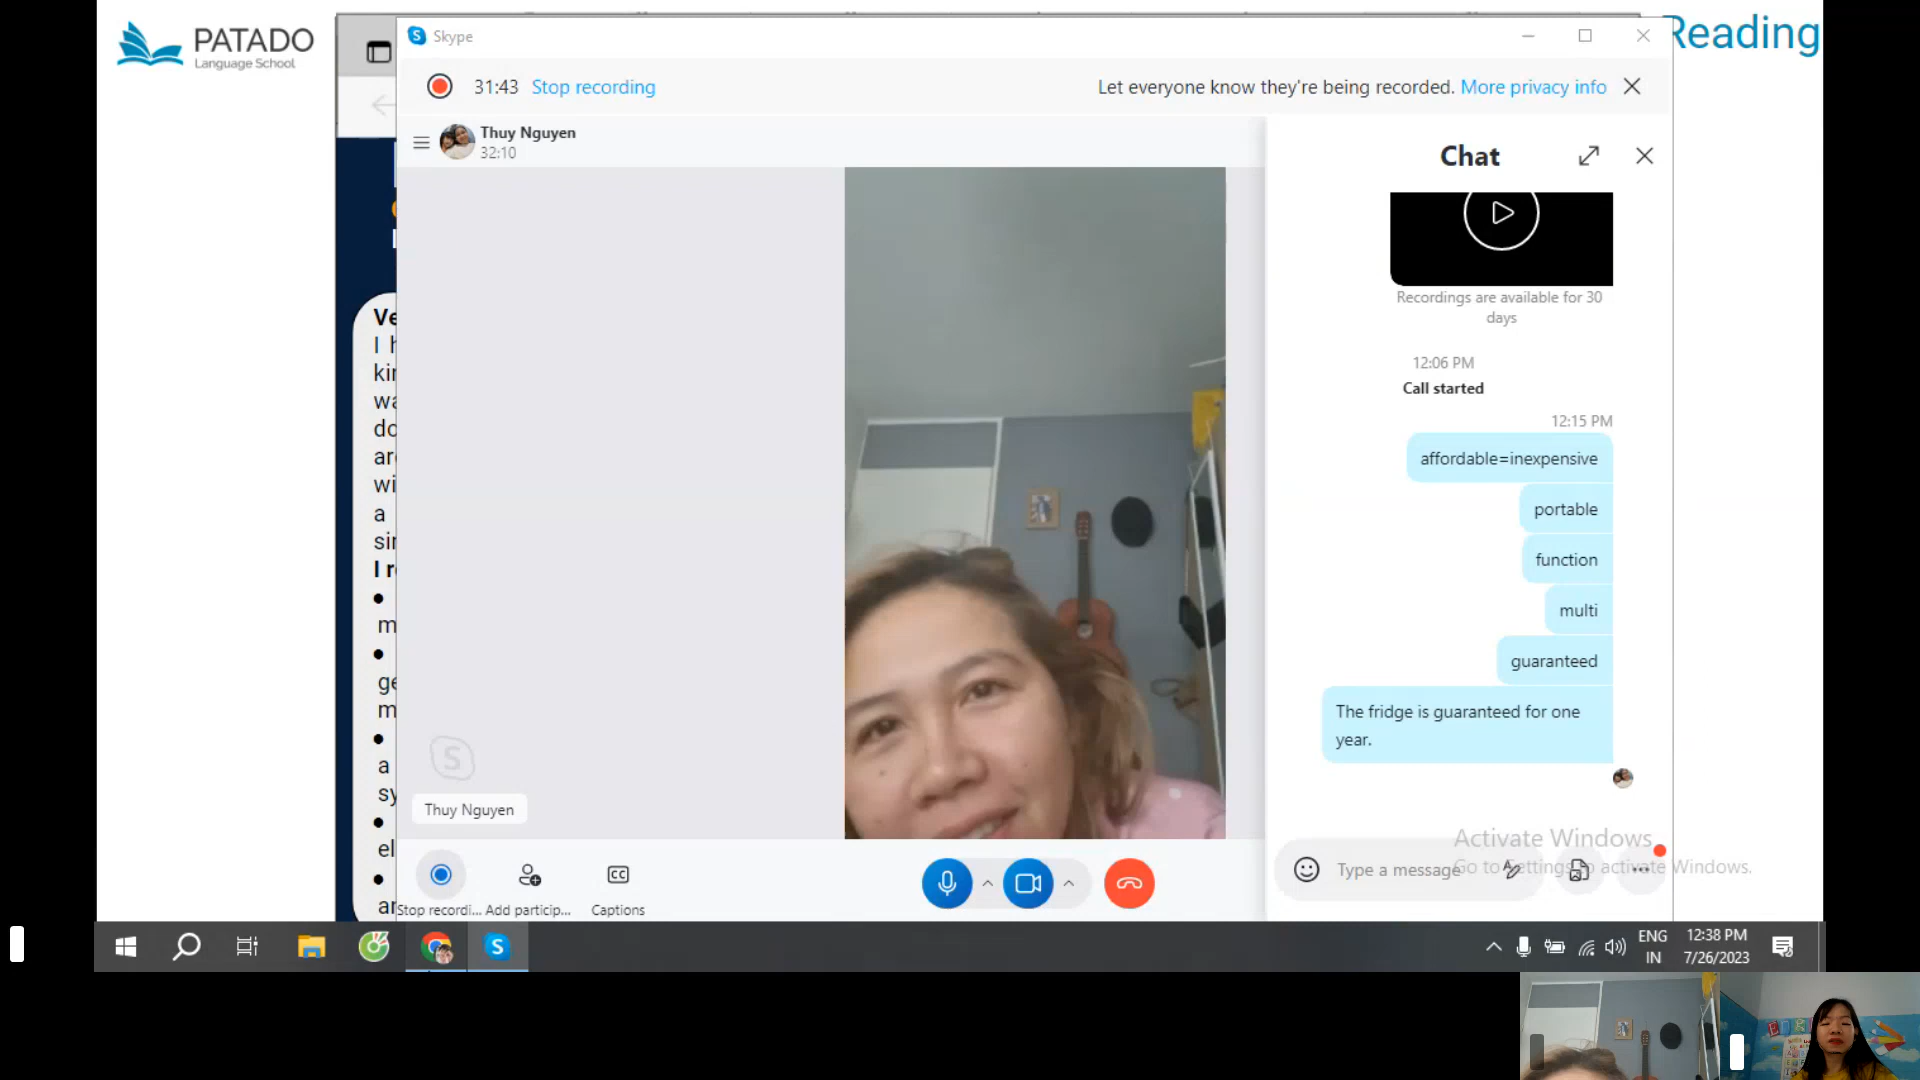 PATADO
Language School
Reading
Skype
31:43 Stop recording
Let everyone know they're being recorded. More privacy info
Thuy Nguyen
32:10
Chat
Recordings are available for 30
days
12:06 PM
Call started
12:15 PM
affordable=inexpensive
portable
function
multi
guaranteed
The fridge is guaranteed for one
year.
I
a
I
m
m
a
Thuy Nguyen
Stop recordi...
Add particip...
CC
Captions
Type a message
Activate Windows
Go to Settings to activate Windows.
ENG
IN
12:38 PM
7/26/2023